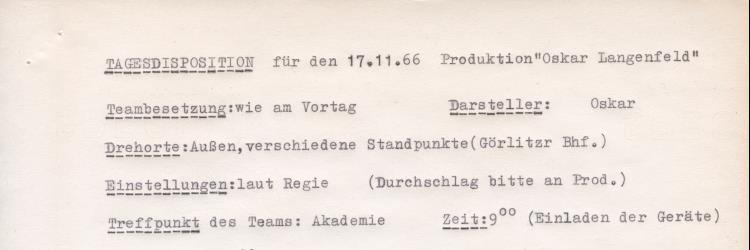 TAGESDISPOSITION für den 17.11.66 Produktion"Oskar Langenfeld"
Teambesetzung:wie am Vortag Darsteller: Oskar
Drehorte:Außen,verschiedene Standpunkte(Görlitzr Bhf.)
Einstellungen:laut Regie (Durchschlag bitte an Prod.)
Treffpunkt des Teams: Akademie Zeit:9⁰⁰ (Einladen der Geräte)